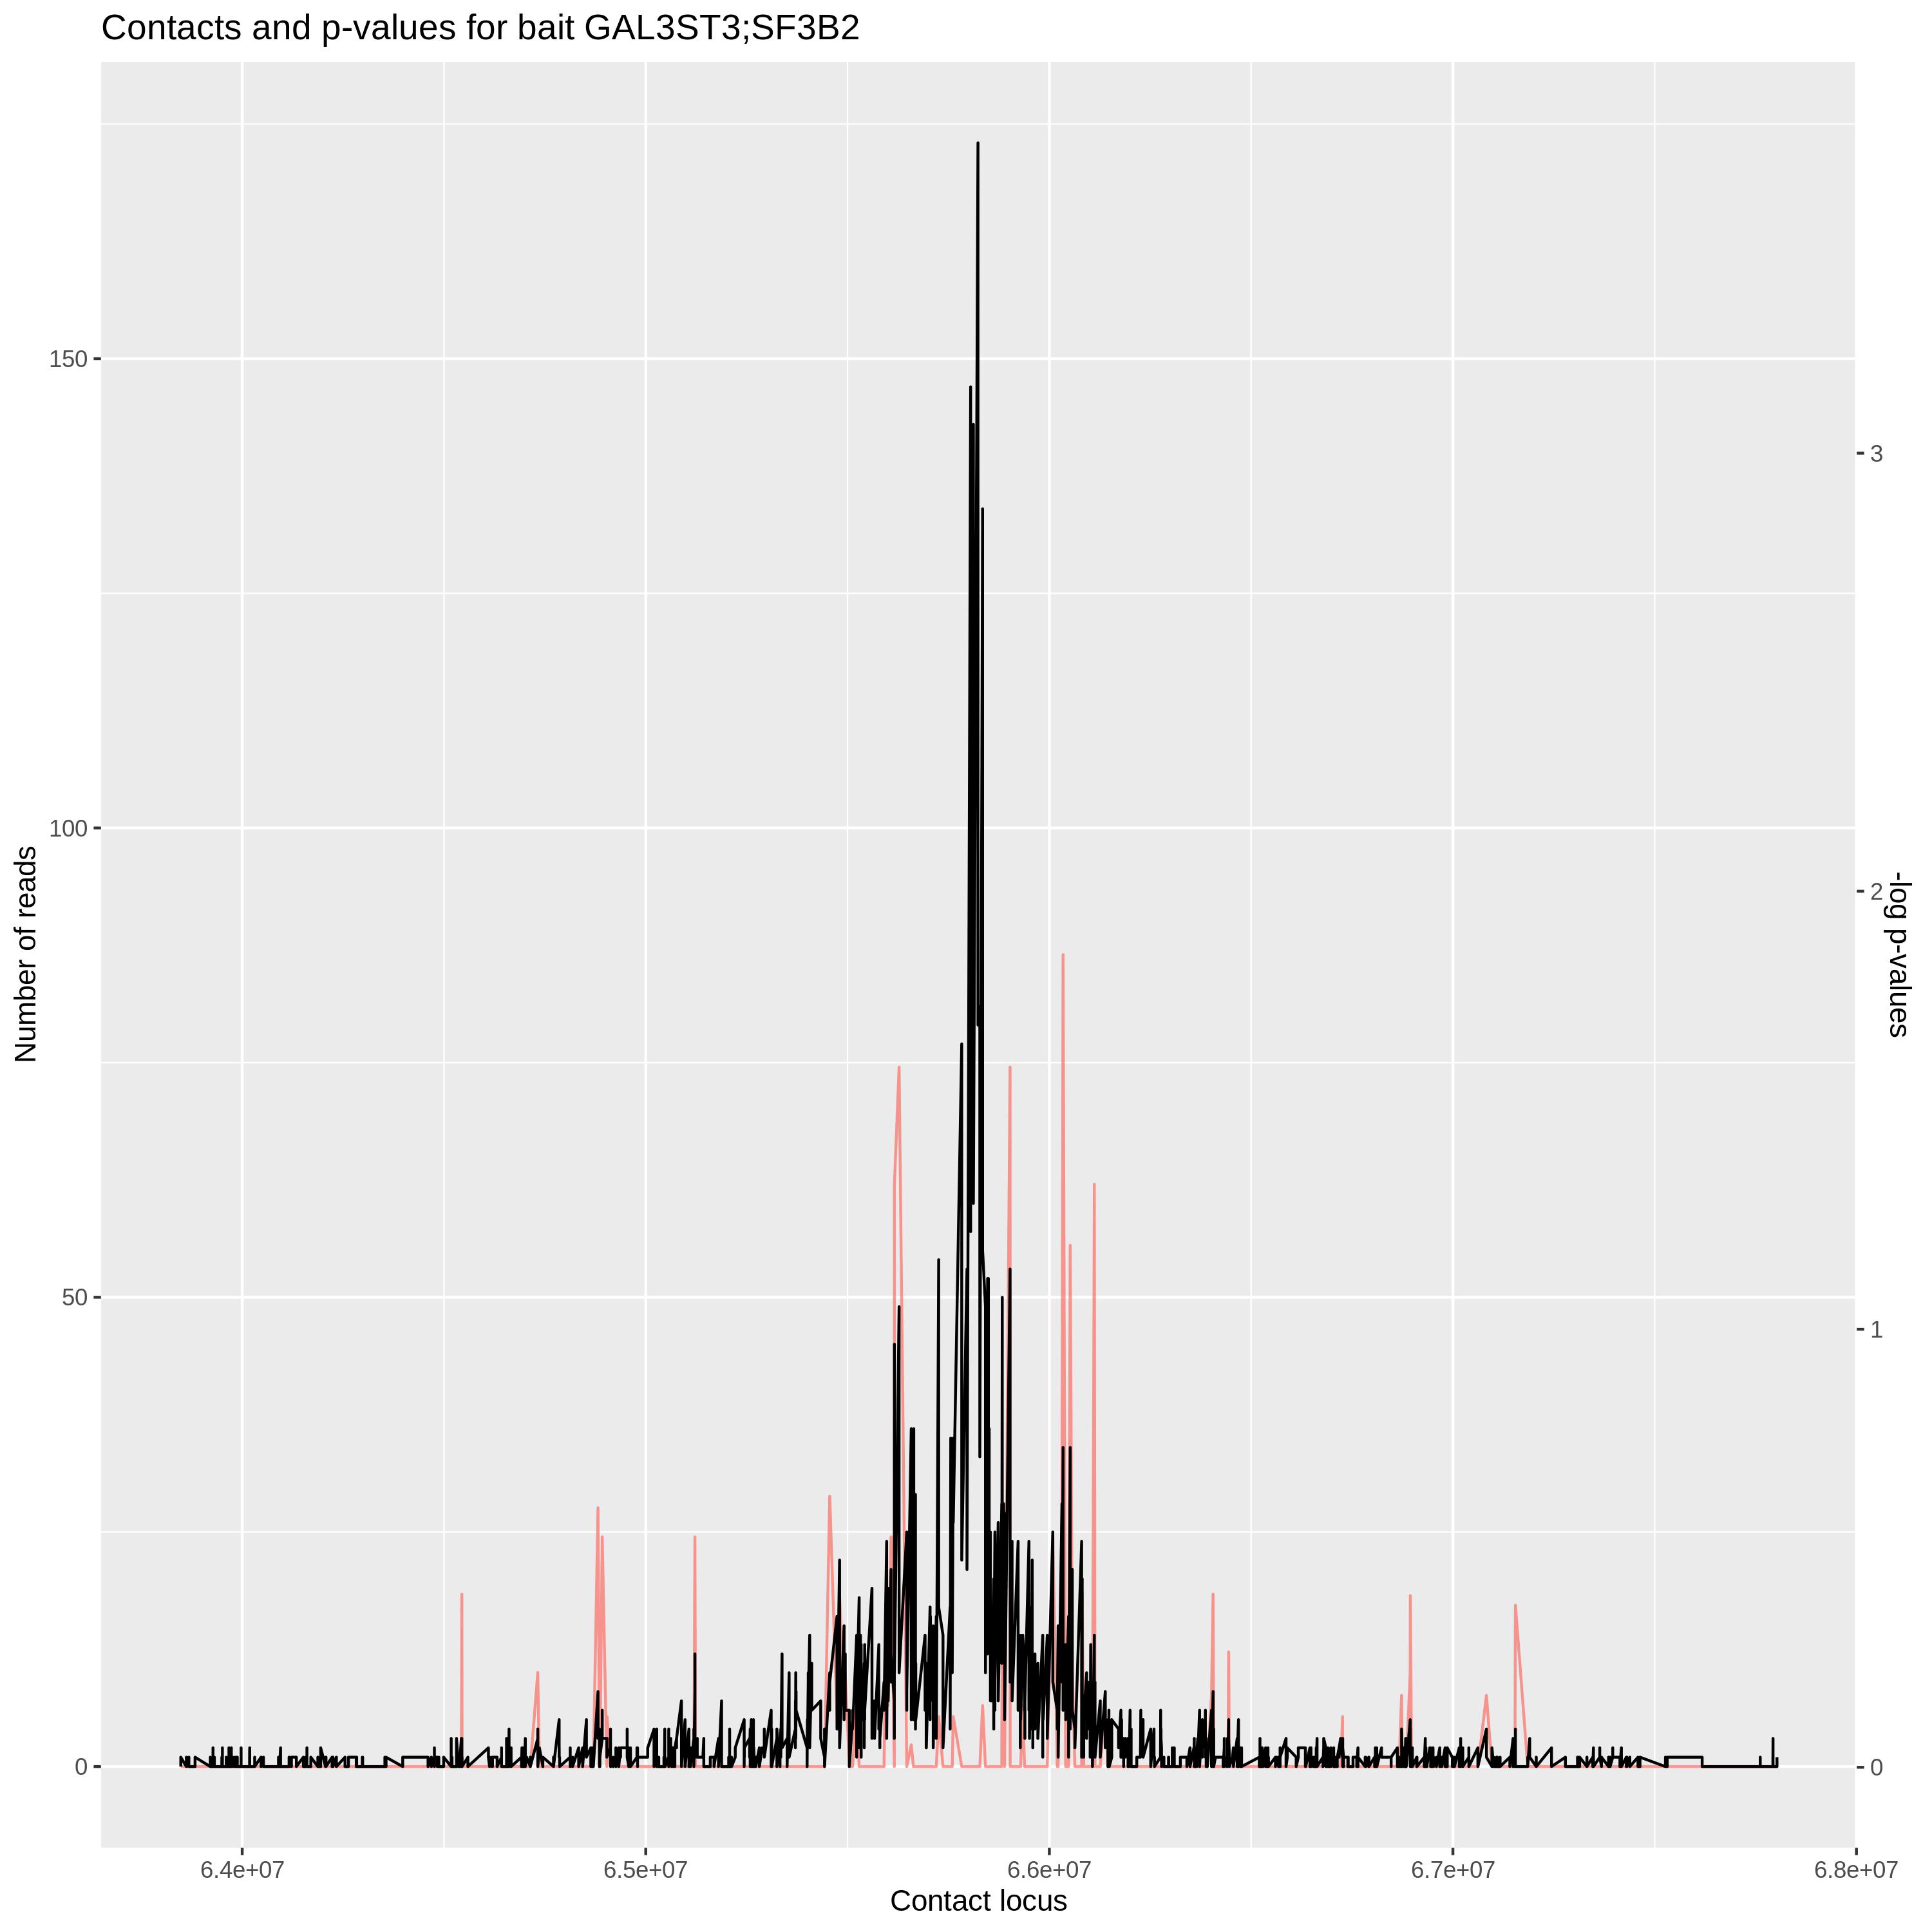 Contacts and p-values for bait GAL3ST3;SF3B2
150
100
50
0
Number of reads
3
2
1
0
-log p-values
6.4e+07
6.5e+07
6.6e+07
6.7e+07
6.8e+07
Contact locus